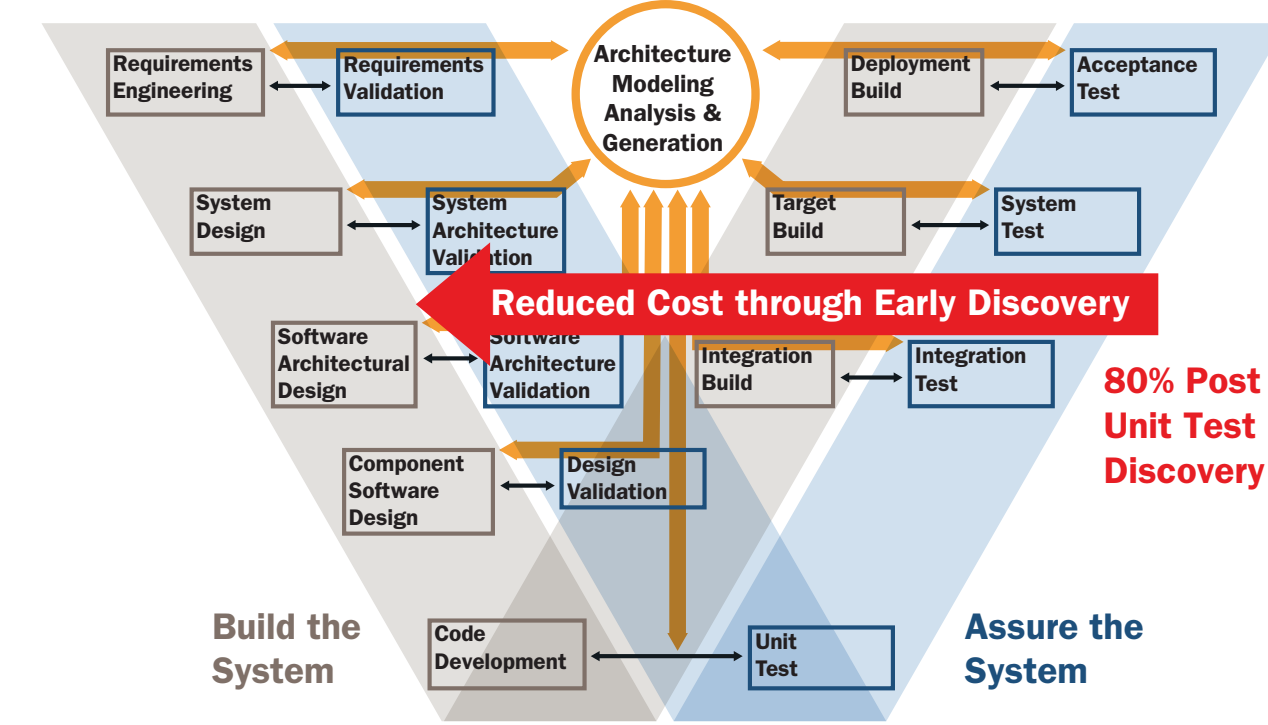 Requirements
Engineering
Requirements
Validation
Architecture
Modeling
Analysis &
Generation
Deployment
Build
Acceptance
Test
System
Design
System
Architecture
Validation
Target
Build
System
Test
Reduced Cost through Early Discovery
Software
Architectural
Design
Software
Architecture
Validation
Integration
Build
Integration
Test
80% Post
Unit Test
Discovery
Component
Software
Design
Design
Validation
Build the
System
Code
Development
Unit
Test
Assure the
System